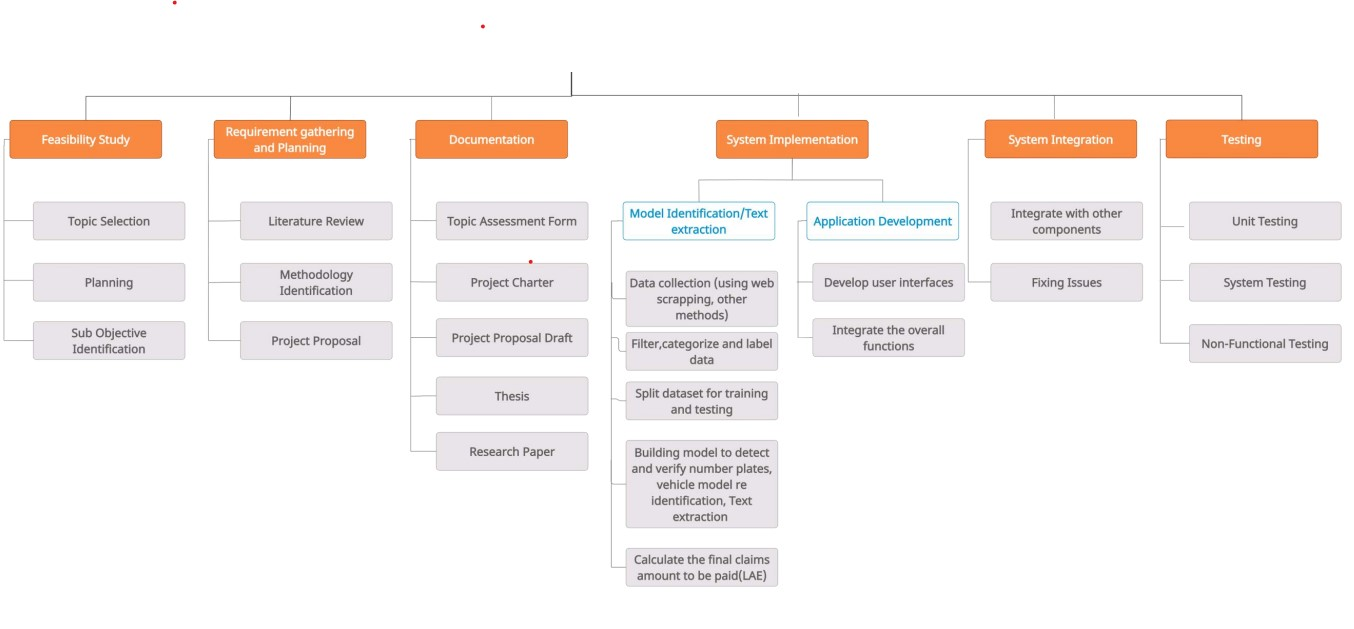 Feasibility Study
Requirement gathering
and Planning
Documentation
System Implementation
System Integration
Testing
Topic Selection
Planning
Sub Objective
Identification
Literature Review
Methodology
Identification
Project Proposal
Topic Assessment Form
Project Charter
Project Proposal Draft
Thesis
Research Paper
Model Identification/Text
extraction
Data collection (using web
scrapping, other
methods)
Filter,categorize and label
data
Split dataset for training
and testing
Building model to detect
and verify number plates,
vehicle model re
identification, Text
extraction
Calculate the final claims
amount to be paid(LAE)
Application Development
Develop user interfaces
Integrate the overall
functions
Integrate with other
components
Fixing Issues
Unit Testing
System Testing
Non-Functional Testing